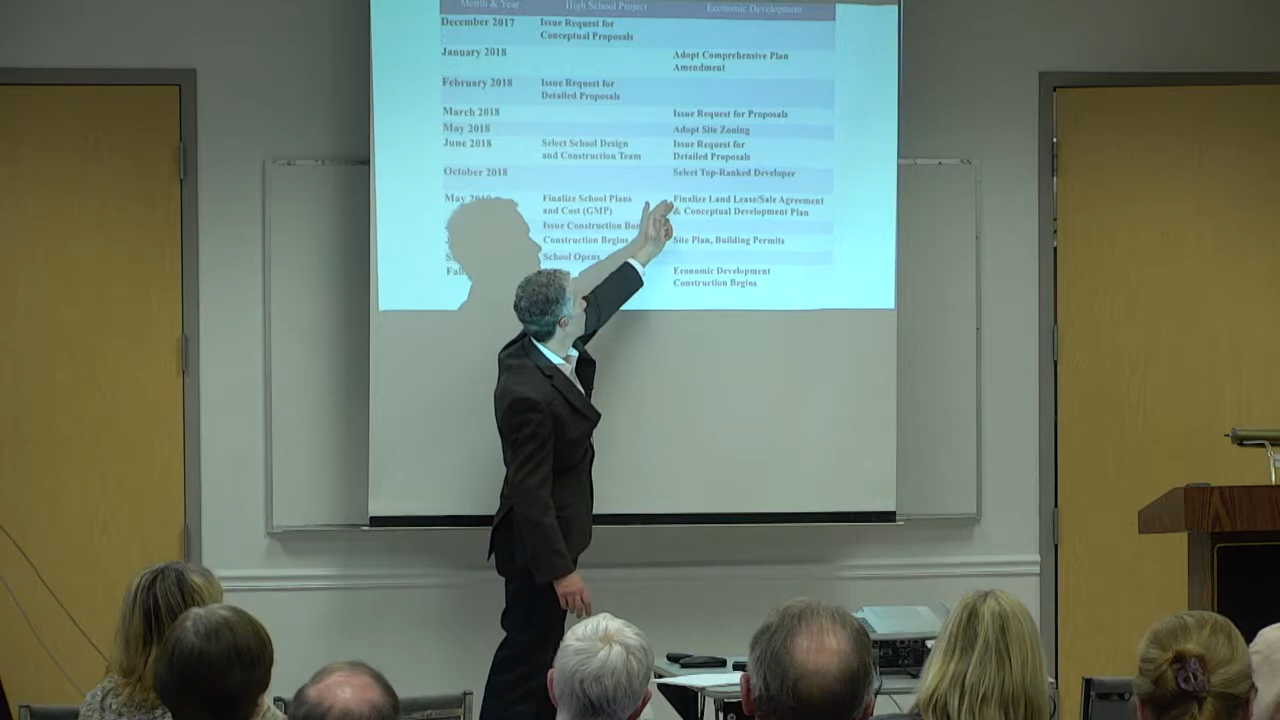 Month & Year High School Project Economic Development
December 2017 Issue Request for
Conceptual Proposals
January 2018 Adopt Comprehensive Plan
Amendment
February 2018 Issue Request for
Detailed Proposals
March 2018 Issue Request for Proposals
May 2018 Adopt Site Zoning
June 2018 Select School Design Issue Request for
and Construction Team Detailed Proposals
October 2018 Select Top-Ranked Developer
May 2019 Finalize School Plans Finalize Land Lease/Sale Agreement
and Cost (GMP) & Conceptual Development Plan
Issue Construction
Construction Begins Site Plan, Building Permits
School Opens
Fall Economic Development
Construction Begins